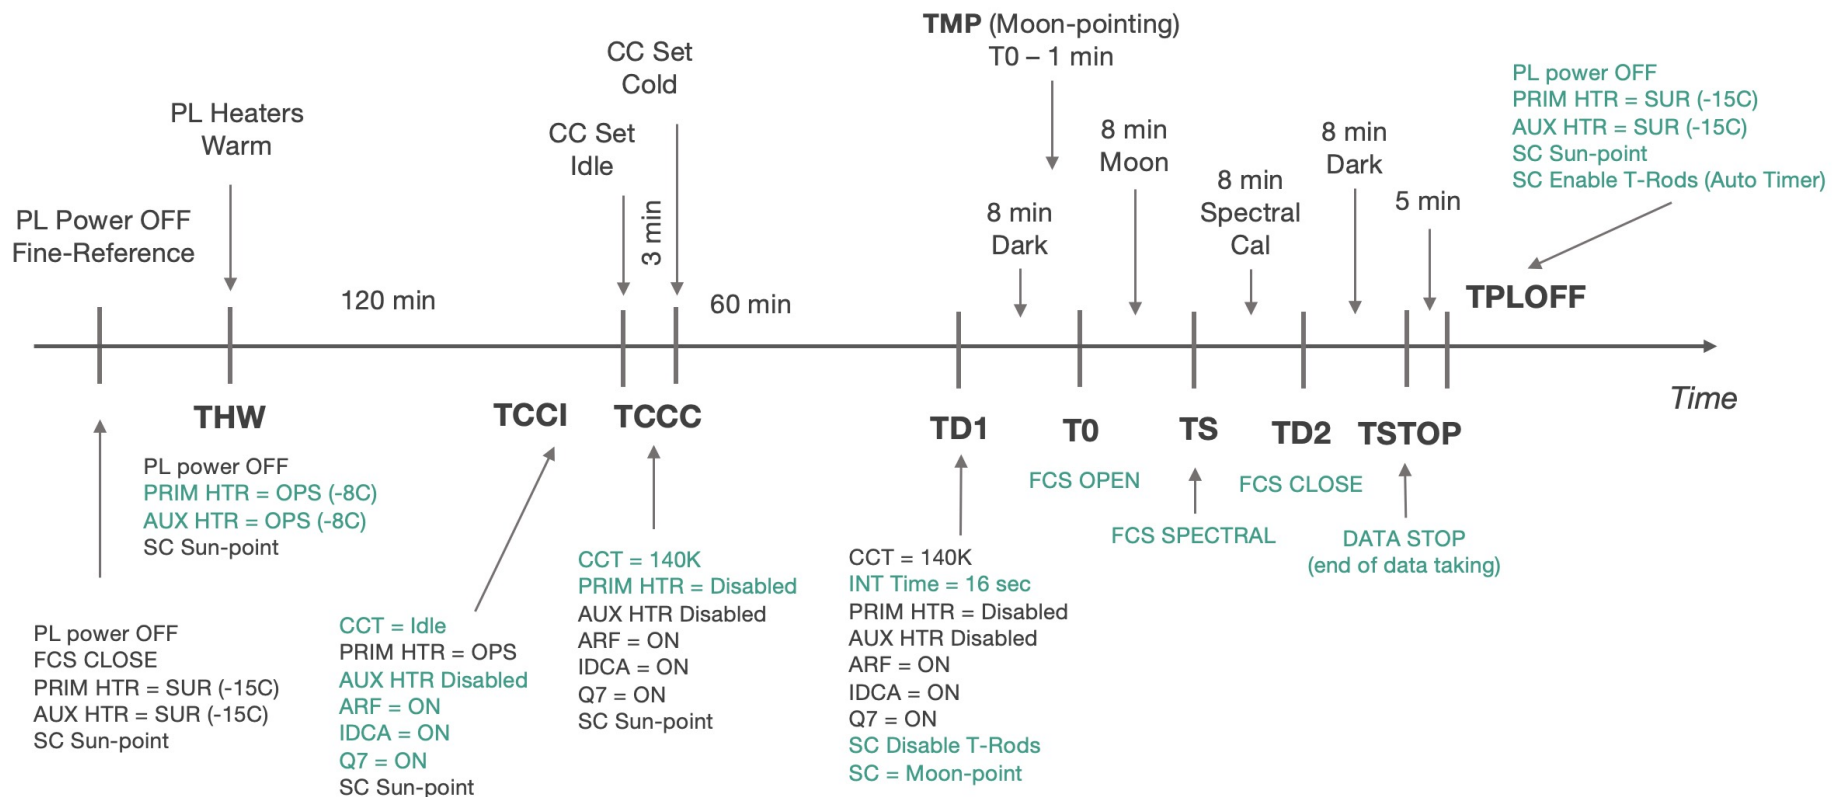 TMP (Moon-pointing)
T0 – 1 min
CC Set
Cold
CC Set
Idle
3 min
PL Heaters
Warm
PL Power OFF
Fine-Reference
120 min
60 min
8 min
Dark
8 min
Moon
8 min
Spectral
Cal
8 min
Dark
5 min
PL power OFF
PRIM HTR = SUR (-15C)
AUX HTR = SUR (-15C)
SC Sun-point
SC Enable T-Rods (Auto Timer)
TPLOFF
Time
THW
PL power OFF
PRIM HTR = OPS (-8C)
AUX HTR = OPS (-8C)
SC Sun-point
TCCI
TCCC
TD1
T0
TS
TD2
TSTOP
FCS OPEN
FCS CLOSE
FCS SPECTRAL
DATA STOP
(end of data taking)
PL power OFF
FCS CLOSE
PRIM HTR = SUR (-15C)
AUX HTR = SUR (-15C)
SC Sun-point
CCT = Idle
PRIM HTR = OPS
AUX HTR Disabled
ARF = ON
IDCA = ON
Q7 = ON
SC Sun-point
CCT = 140K
PRIM HTR = Disabled
AUX HTR Disabled
ARF = ON
IDCA = ON
Q7 = ON
SC Sun-point
CCT = 140K
INT Time = 16 sec
PRIM HTR = Disabled
AUX HTR Disabled
ARF = ON
IDCA = ON
Q7 = ON
SC Disable T-Rods
SC = Moon-point